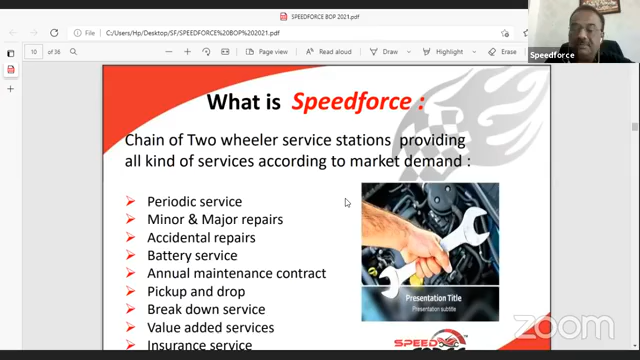 SPEEDFORCE BOP 2021.pdf
File
C:/Users/Hp/Desktop/SF/SPEEDFORCE%20BOP%202021.pdf
10 of 36
Page view
Read aloud
Draw
Highlight
Erase
Speedforce
What is Speedforce :
Chain of Two wheeler service stations providing
all kind of services according to market demand :
Periodic service
Minor & Major repairs
Accidental repairs
Battery service
Annual maintenance contract
Pickup and drop
Break down service
Value added services
Insurance service
Presentation Title
Presentation subtitle
SPEED
zoom